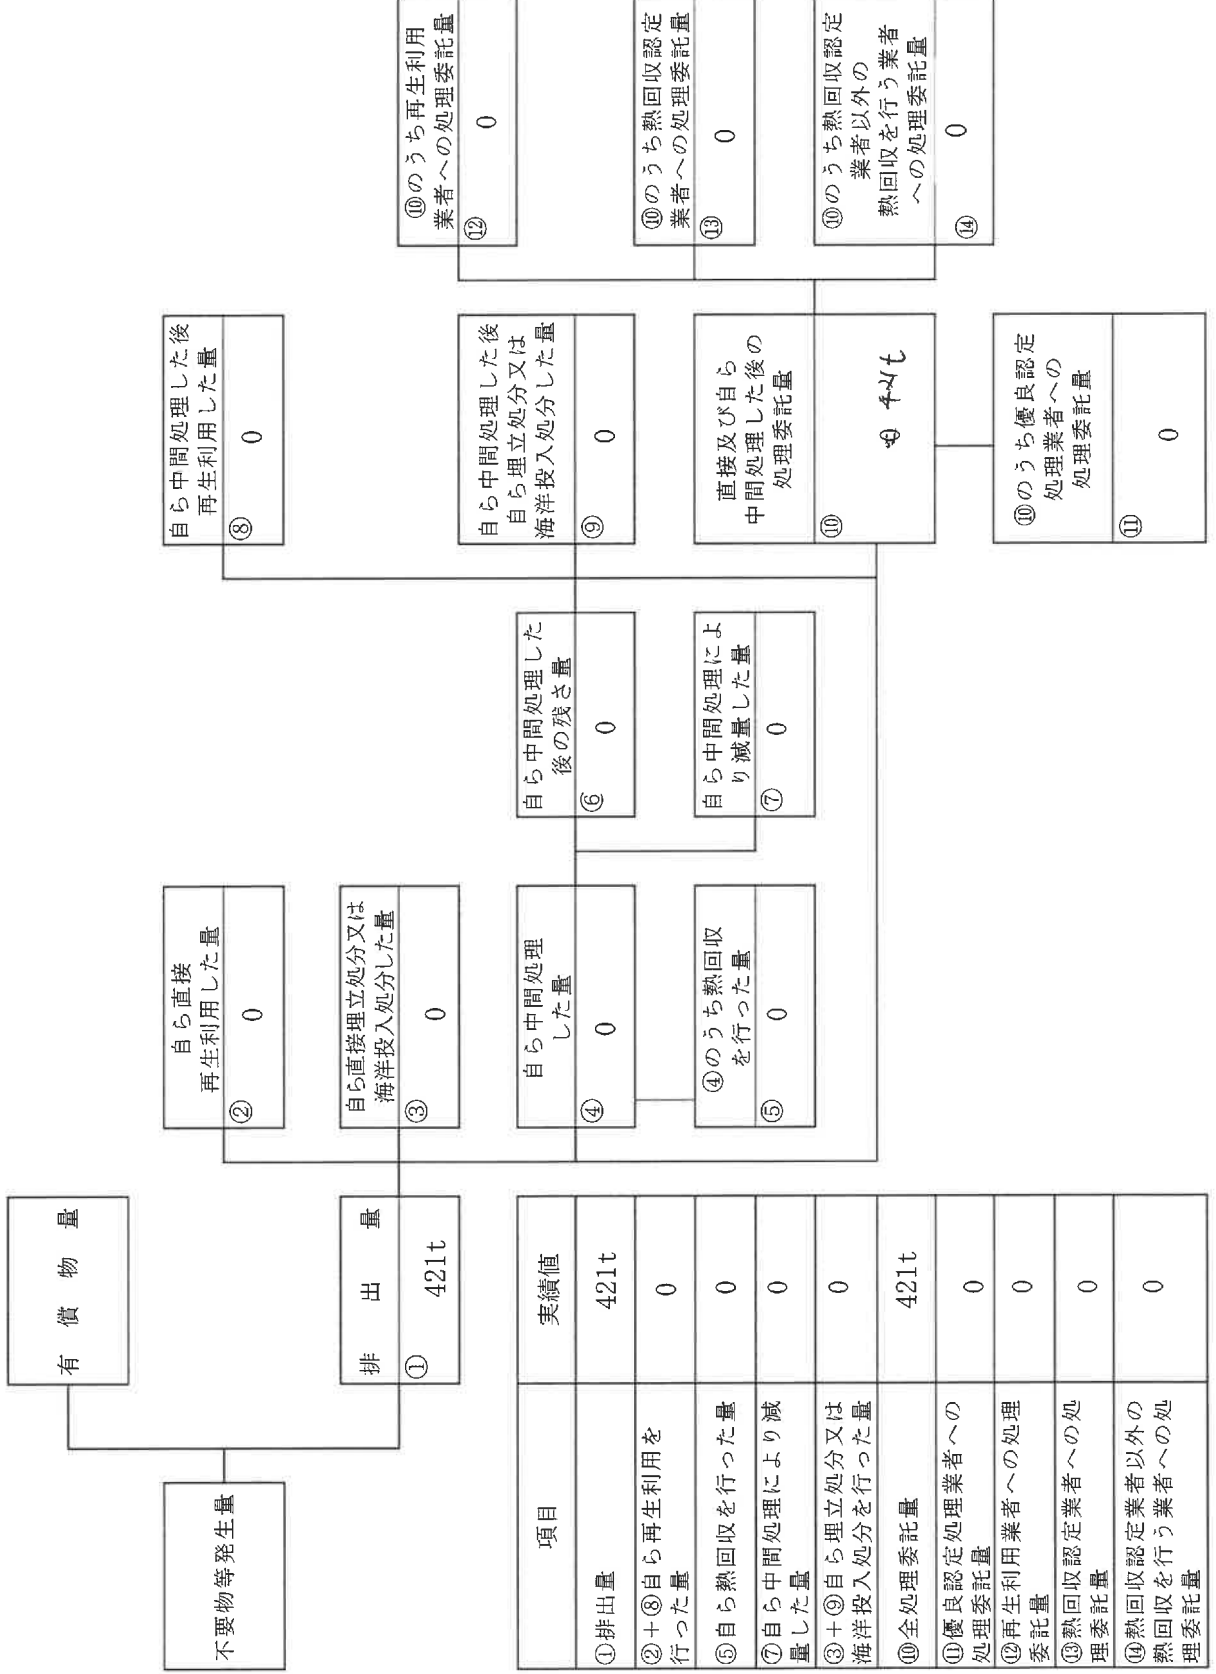 不要物等発生量
有償物量
排出量
①
421t
自ら直接
再生利用した量
②
0
自ら直接埋立処分又は
海洋投入処分した量
③
0
自ら中間処理
した量
④
0
④のうち熱回収
を行った量
⑤
0
自ら中間処理した
後の残さ量
⑥
0
自ら中間処理によ
り減量した量
⑦
0
自ら中間処理した後
再生利用した量
⑧
0
自ら中間処理した後
自ら埋立処分又は
海洋投入処分した量
⑨
0
直接及び自ら
中間処理した後の
処理委託量
⑩
0 421t
⑩のうち優良認定
処理業者への
処理委託量
⑪
0
⑩のうち再生利用
業者への処理委託量
⑫
0
⑩のうち熱回収認定
業者への処理委託量
⑬
0
⑩のうち熱回収認定
業者以外の
熱回収を行う業者
への処理委託量
⑭
0
項目 実績値
①排出量 421t
②+⑧自ら再生利用を
行った量 0
⑤自ら熱回収を行った量 0
⑦自ら中間処理により減
量した量 0
③+⑨自ら埋立処分又は
海洋投入処分を行った量 0
⑩全処理委託量 421t
⑪優良認定処理業者への
処理委託量 0
⑫再生利用業者への処理
委託量 0
⑬熱回収認定業者への処
理委託量 0
⑭熱回収認定業者以外の
熱回収を行う業者への処
理委託量 0